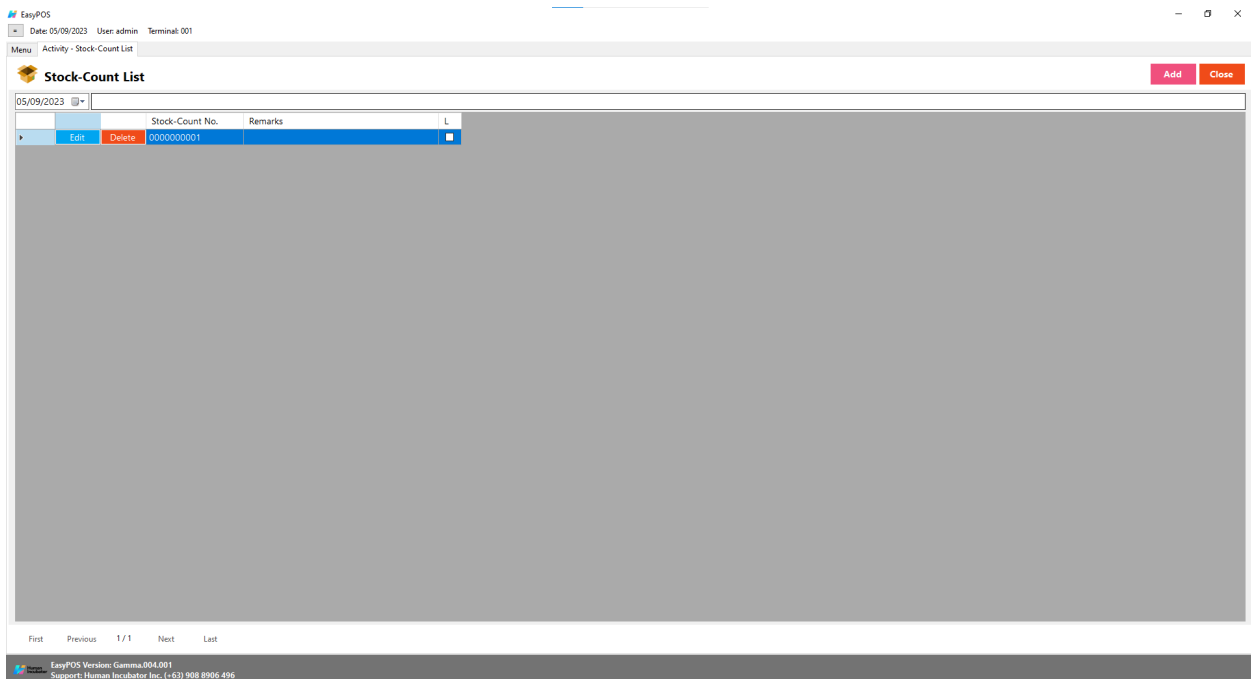 EasyPOS
Date: 05/09/2023 User: admin Terminal: 001
Menu Activity - Stock-Count List
Stock-Count List Add Close
05/09/2023
Stock-Count No. Remarks L
Edit Delete 0000000001
First Previous 1 / 1 Next Last
Human Incubator EasyPOS Version: Gamma.004.001
Support: Human Incubator Inc. (+63) 908 8906 496